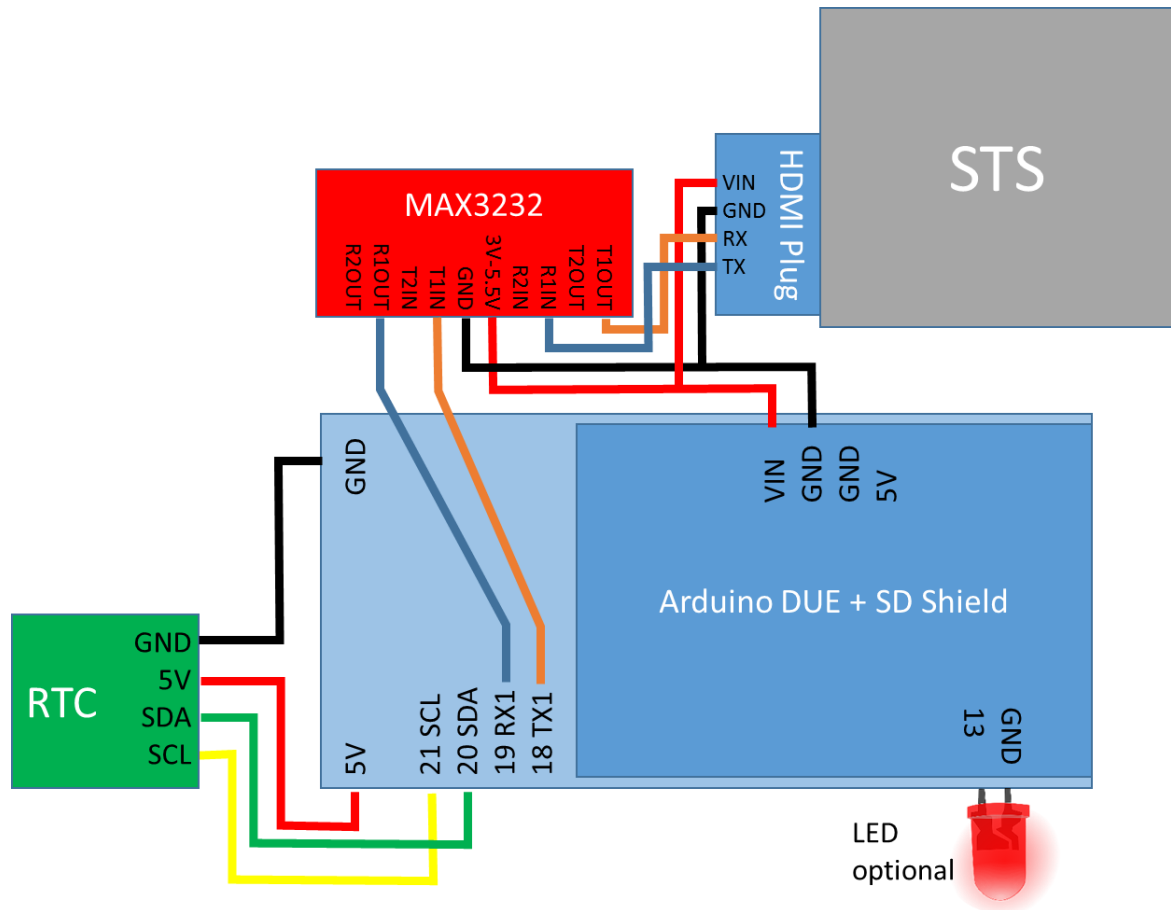 STS
HDMI Plug
VIN
GND
RX
TX
MAX3232
R2OUT
R1OUT
T2IN
T1IN
GND
3V-5.5V
R2IN
R1IN
T2OUT
T1OUT
GND
VIN
GND
GND
5V
Arduino DUE + SD Shield
RTC
GND
5V
SDA
SCL
5V
21 SCL
20 SDA
19 RX1
18 TX1
13
GND
LED
optional